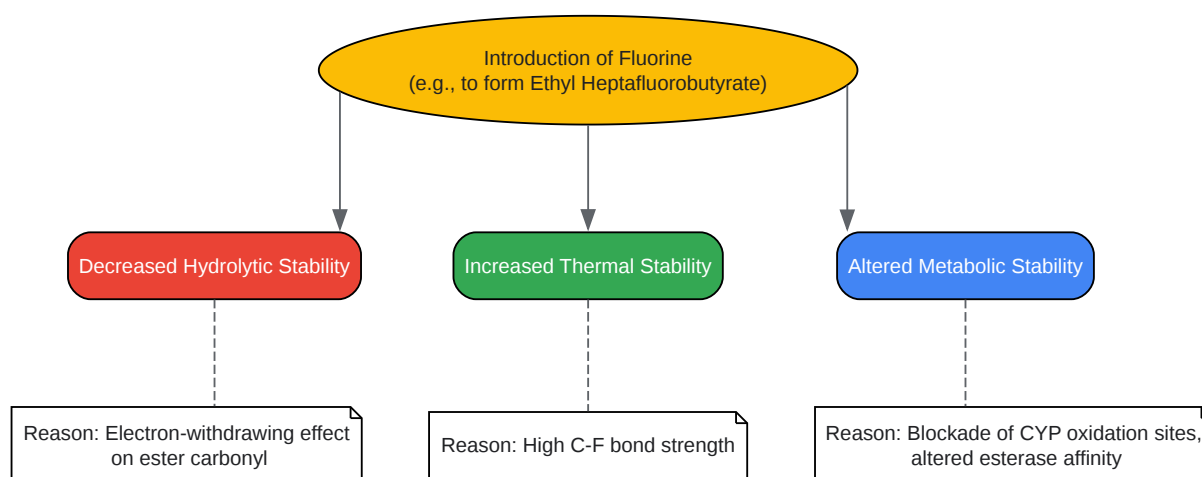 Introduction of Fluorine
(e.g., to form Ethyl Heptafluorobutyrate)
Decreased Hydrolytic Stability
Increased Thermal Stability
Altered Metabolic Stability
Reason: Electron-withdrawing effect
on ester carbonyl
Reason: High C-F bond strength
Reason: Blockade of CYP oxidation sites,
altered esterase affinity